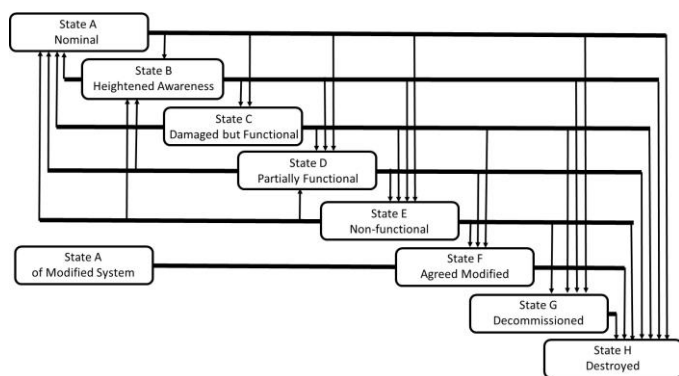 State A
Nominal
State B
Heightened Awareness
State C
Damaged but Functional
State D
Partially Functional
State E
Non-functional
State A
of Modified System
State F
Agreed Modified
State G
Decommissioned
State H
Destroyed